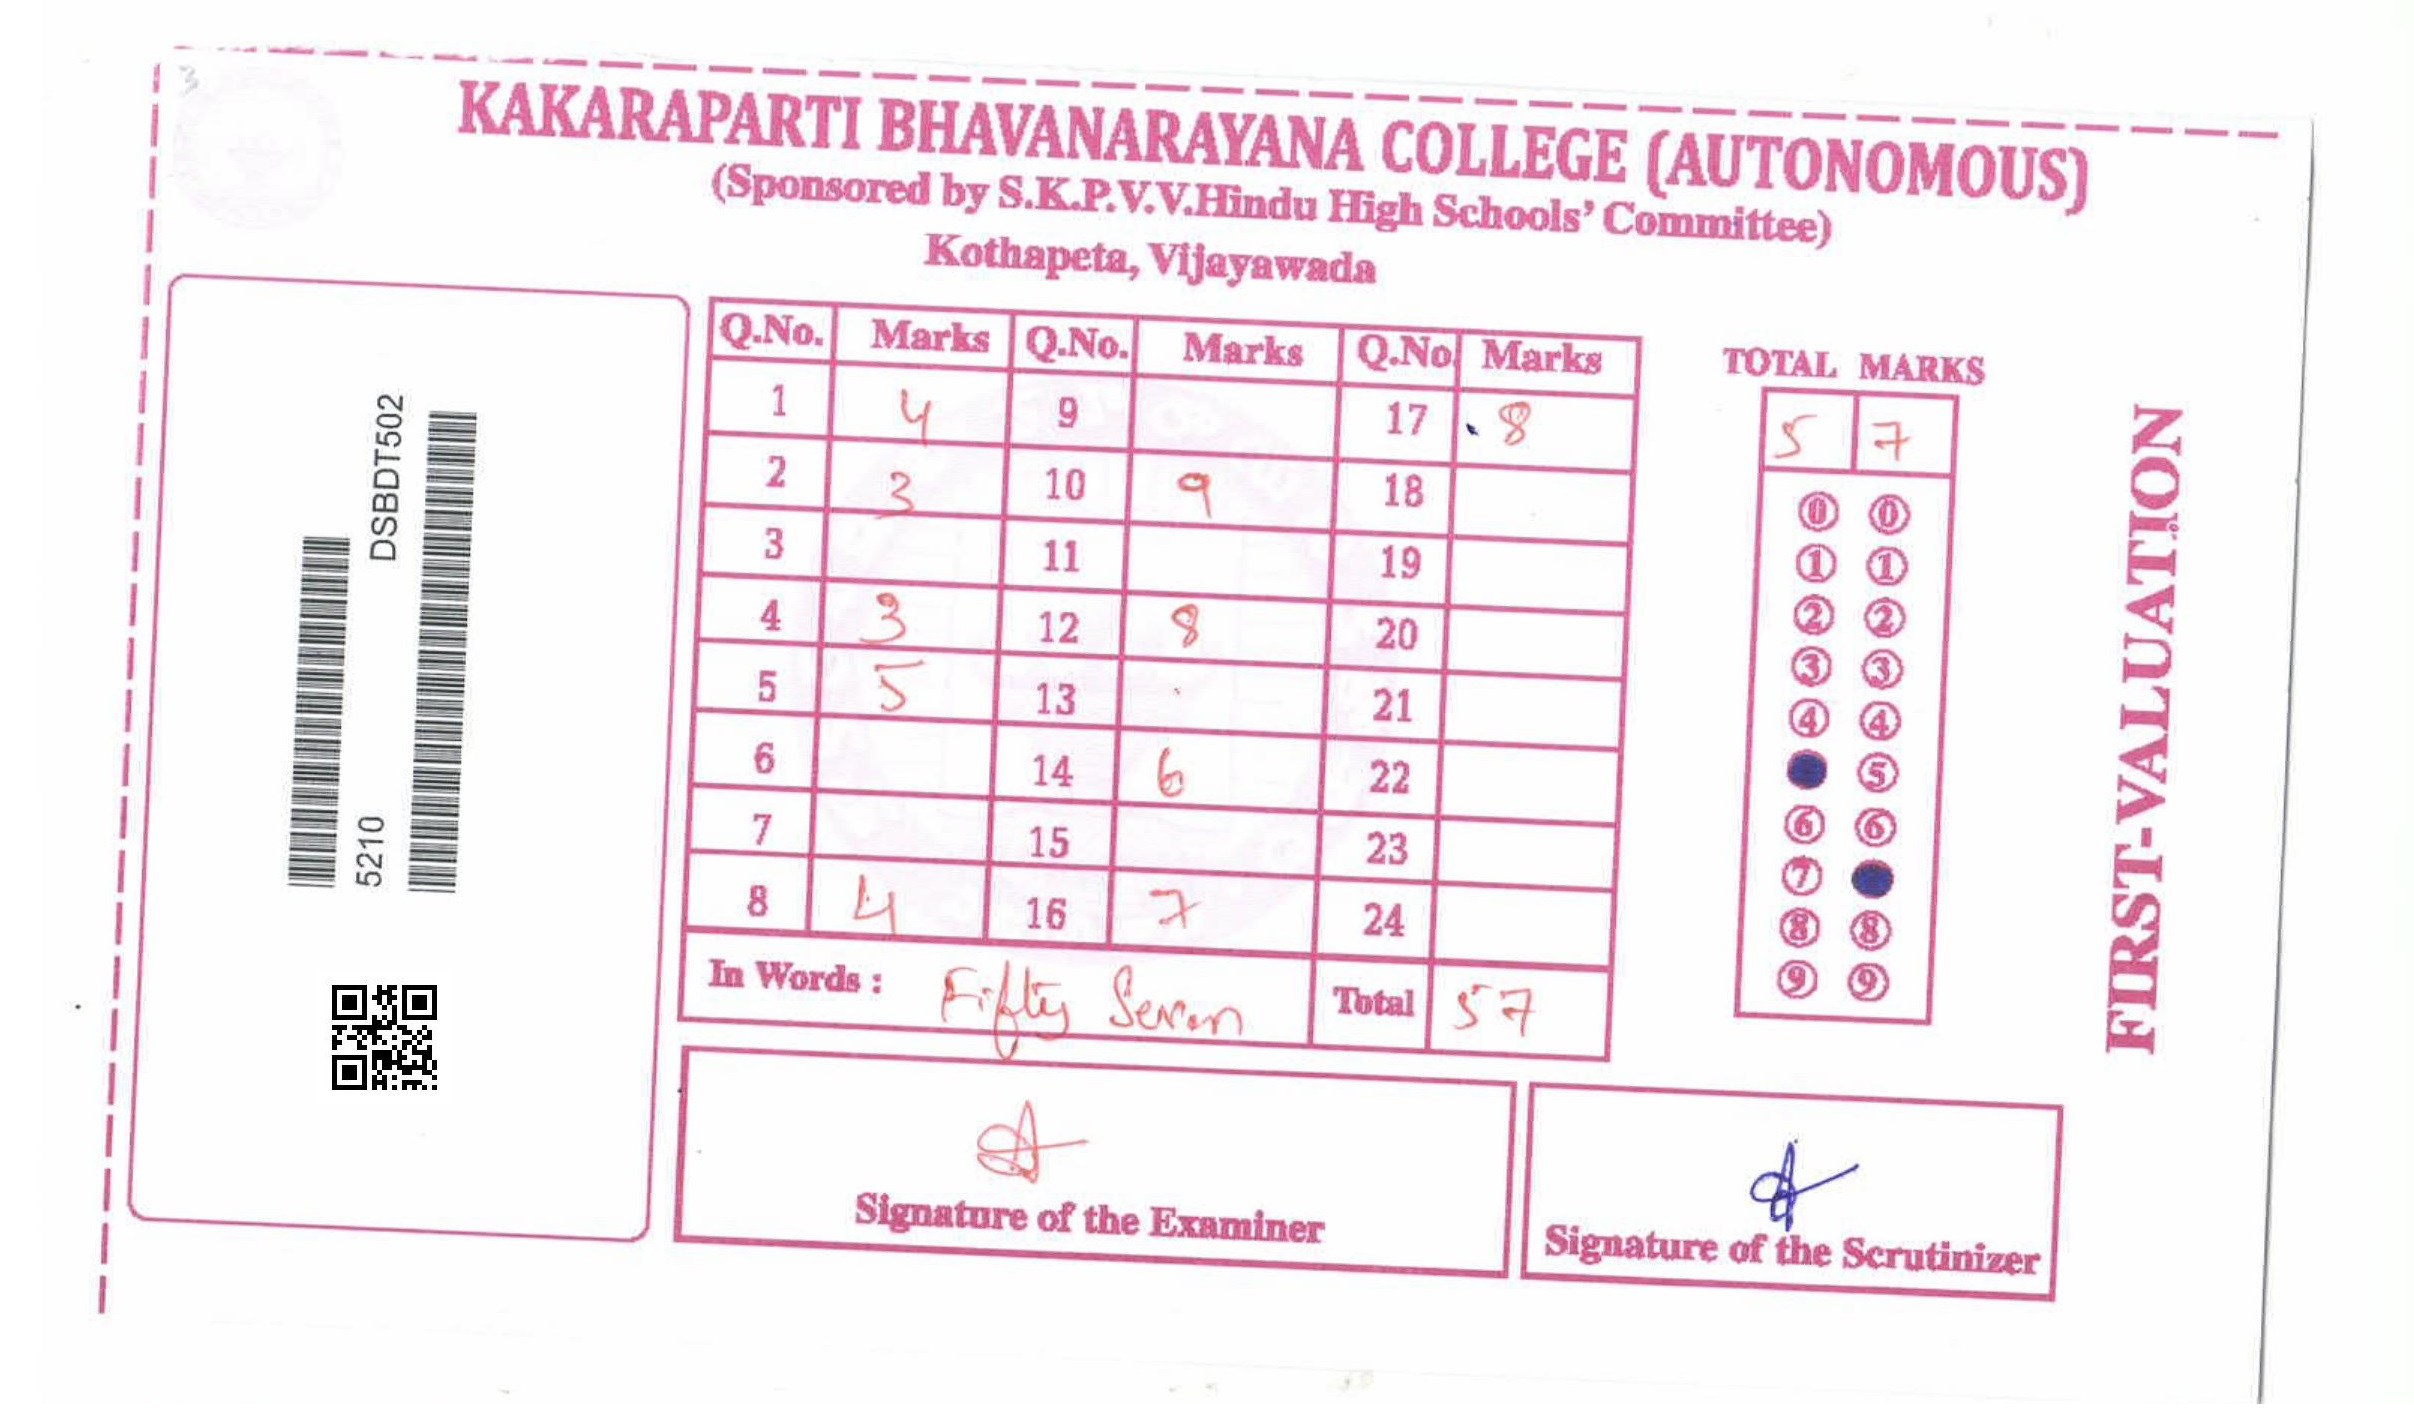 3
KAKARAPARTI BHAVANARAYANA COLLEGE (AUTONOMOUS)
(Sponsored by S.K.P.V.V.Hindu High Schools' Committee)
Kothapeta, Vijayawada
5210 DSBDT502
Q.No. Marks Q.No. Marks Q.No. Marks
1 4 9 17 . 8
2 3 10 9 18
3 11 19
4 3 12 8 20
5 5 13 21
6 14 6 22
7 15 23
8 4 16 7 24
In Words : Fifty Seven Total 57
TOTAL MARKS
5 7
0 0
1 1
2 2
3 3
4 4
5
6 6
7
8 8
9 9
FIRST-VALUATION
Signature of the Examiner
Signature of the Scrutinizer